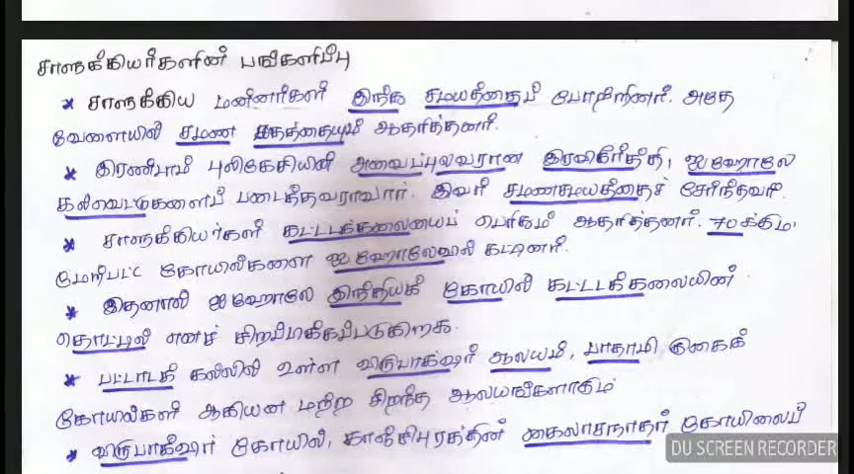 சாளுக்கியர்களின் பங்களிப்பு
* சாளுக்கிய மன்னர்கள் இந்து சமயத்தைப் போற்றினர். அதே
வேளையில் சமண மதத்தையும் ஆதரித்தனர்.
* இரண்டாம் புலிகேசியின் அவைப்புலவரான இரவிகீர்த்தி, ஐஹோலே
கல்வெட்டுகளைப் படைத்தவராவார். இவர் சமணசமயத்தைச் சேர்ந்தவர்.
* சாளுக்கியர்கள் கட்டடக்கலையைப் பெரிதும் ஆதரித்தனர். 70க்கும்
மேற்பட்ட கோயில்களை ஐஹோலேவில் கட்டினர்.
* இதனால் ஐஹோலே இந்தியக் கோயில் கட்டடக்கலையின்
தொட்டில் எனச் சிறப்பிக்கப்படுகிறது.
* பட்டாடக் கல்லில் உள்ள விருபாக்ஷர் ஆலயம், பாதாமி குகைக்
கோயில்கள் ஆகியன மற்ற சிறந்த ஆலயங்களாகும்
* விருபாக்ஷர் கோயில், காஞ்சிபுரத்தின் கைலாசநாதர் கோயிலைப்
DU SCREEN RECORDER